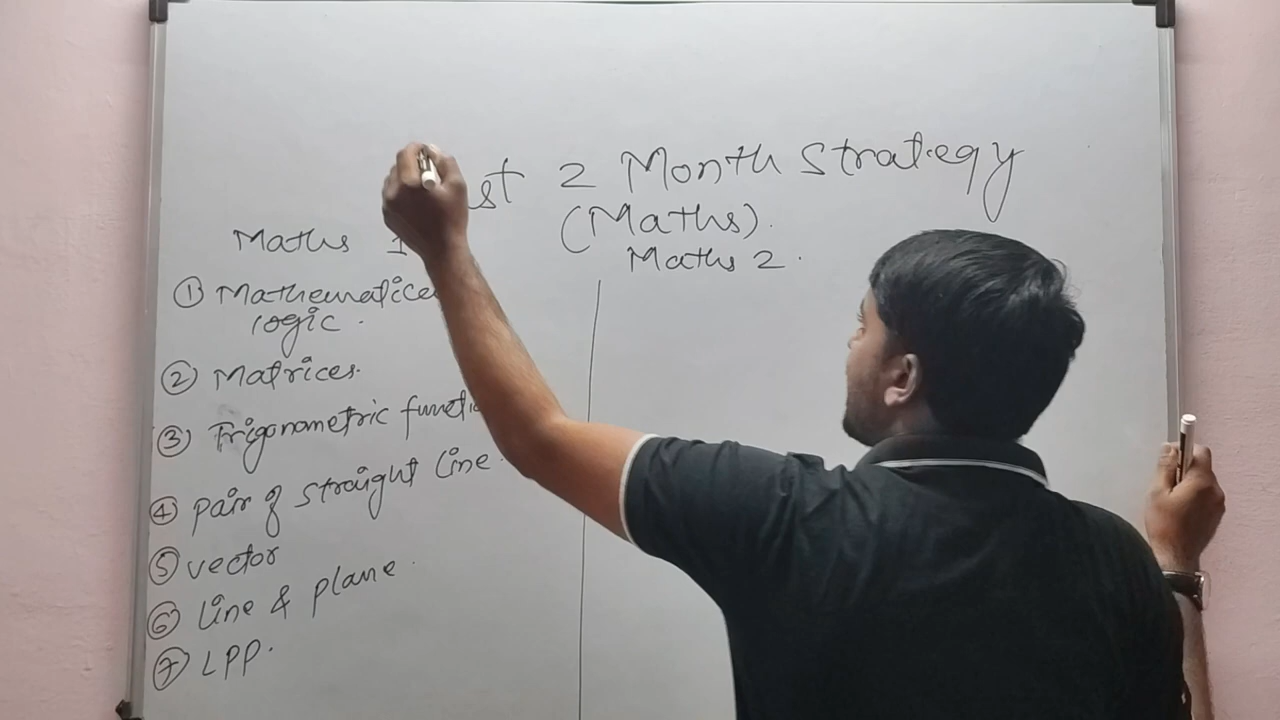 st 2 Month Strategy
(Maths).
Maths 1
Maths 2.
① Mathematica
logic.
② Matrices.
③ Trigonometric functi
④ pair of straight line.
⑤ vector
⑥ line & plane.
⑦ LPP.